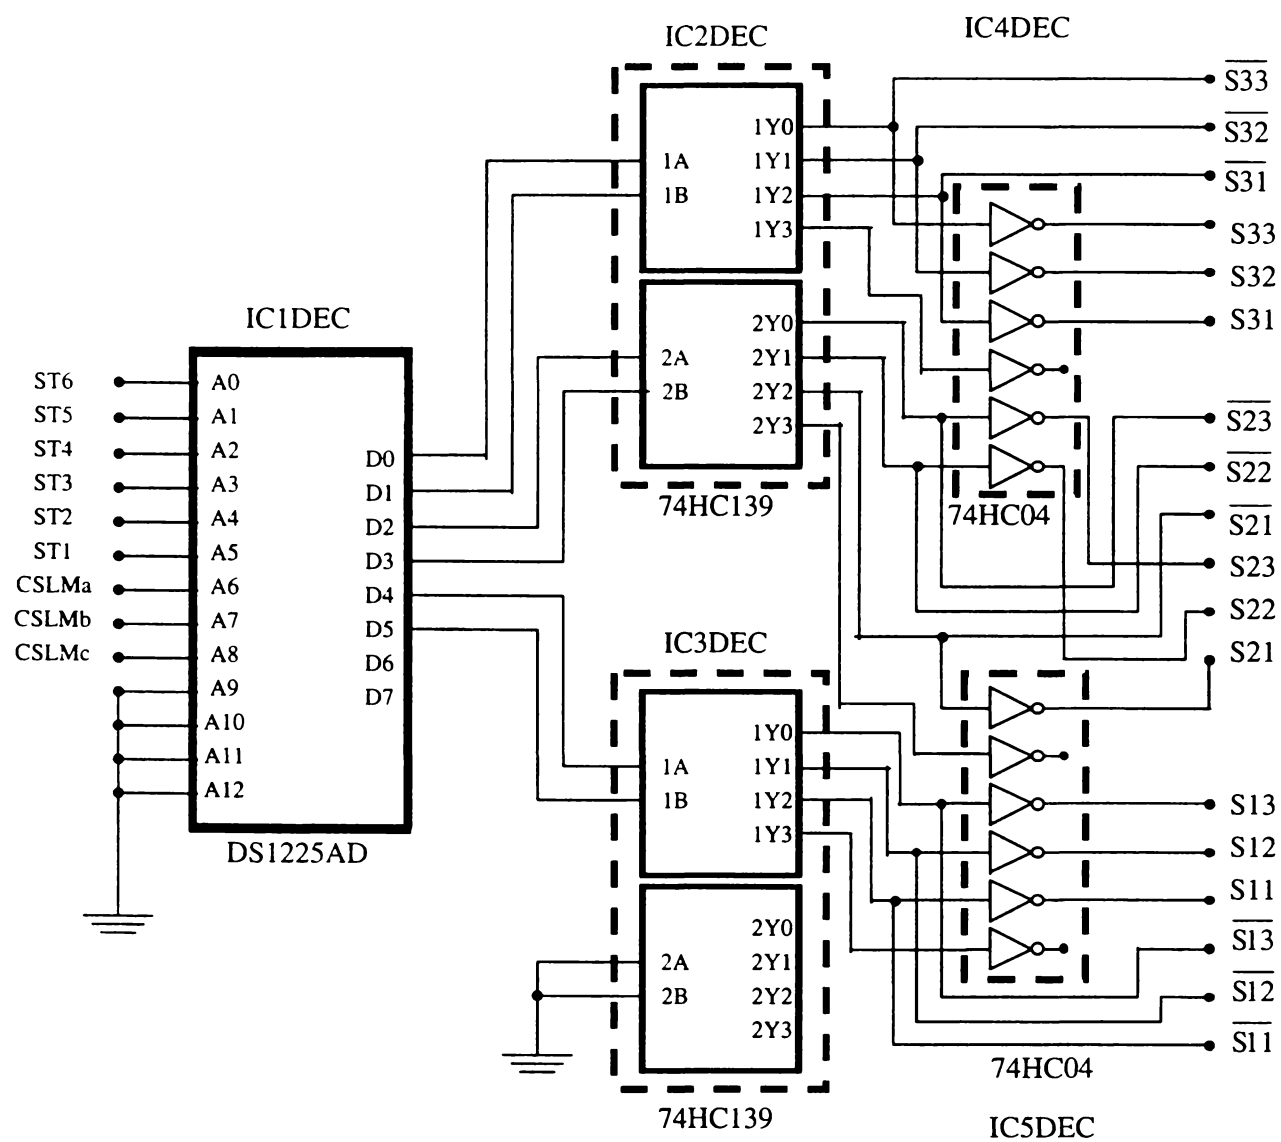 IC2DEC
IC4DEC
1A
1B
1Y0
1Y1
1Y2
1Y3
2A
2B
2Y0
2Y1
2Y2
2Y3
74HC139
74HC04
IC1DEC
ST6
ST5
ST4
ST3
ST2
ST1
CSLMa
CSLMb
CSLMc
A0
A1
A2
A3
A4
A5
A6
A7
A8
A9
A10
A11
A12
D0
D1
D2
D3
D4
D5
D6
D7
DS1225AD
IC3DEC
1A
1B
1Y0
1Y1
1Y2
1Y3
2A
2B
2Y0
2Y1
2Y2
2Y3
74HC139
74HC04
IC5DEC
S̅3̅3̅
S̅3̅2̅
S̅3̅1̅
S33
S32
S31
S̅2̅3̅
S̅2̅2̅
S̅2̅1̅
S23
S22
S21
S13
S12
S11
S̅1̅3̅
S̅1̅2̅
S̅1̅1̅